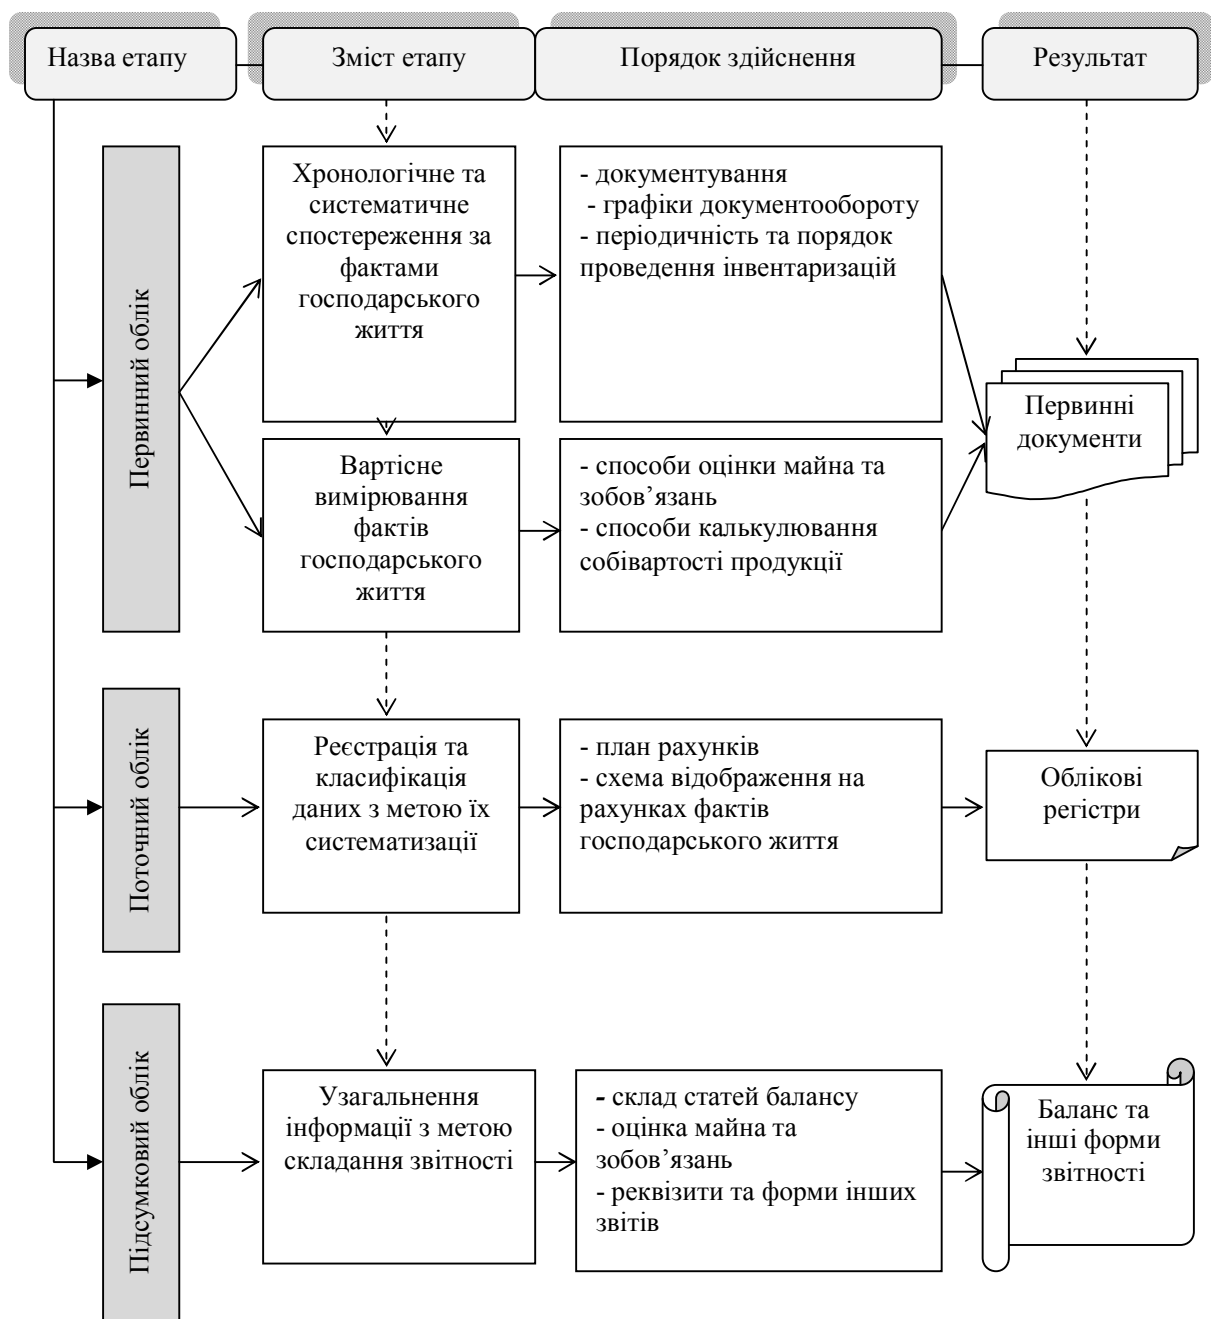 Назва етапу
Зміст етапу
Порядок здійснення
Результат
Первинний облік
Хронологічне та
систематичне
спостереження за
фактами
господарського
життя
- документування
- графіки документообороту
- періодичність та порядок
проведення інвентаризацій
Первинні
документи
Вартісне
вимірювання
фактів
господарського
життя
- способи оцінки майна та
зобов’язань
- способи калькулювання
собівартості продукції
Поточний облік
Реєстрація та
класифікація
даних з метою їх
систематизації
- план рахунків
- схема відображення на
рахунках фактів
господарського життя
Облікові
регістри
Підсумковий облік
Узагальнення
інформації з метою
складання звітності
- склад статей балансу
- оцінка майна та
зобов’язань
- реквізити та форми інших
звітів
Баланс та
інші форми
звітності